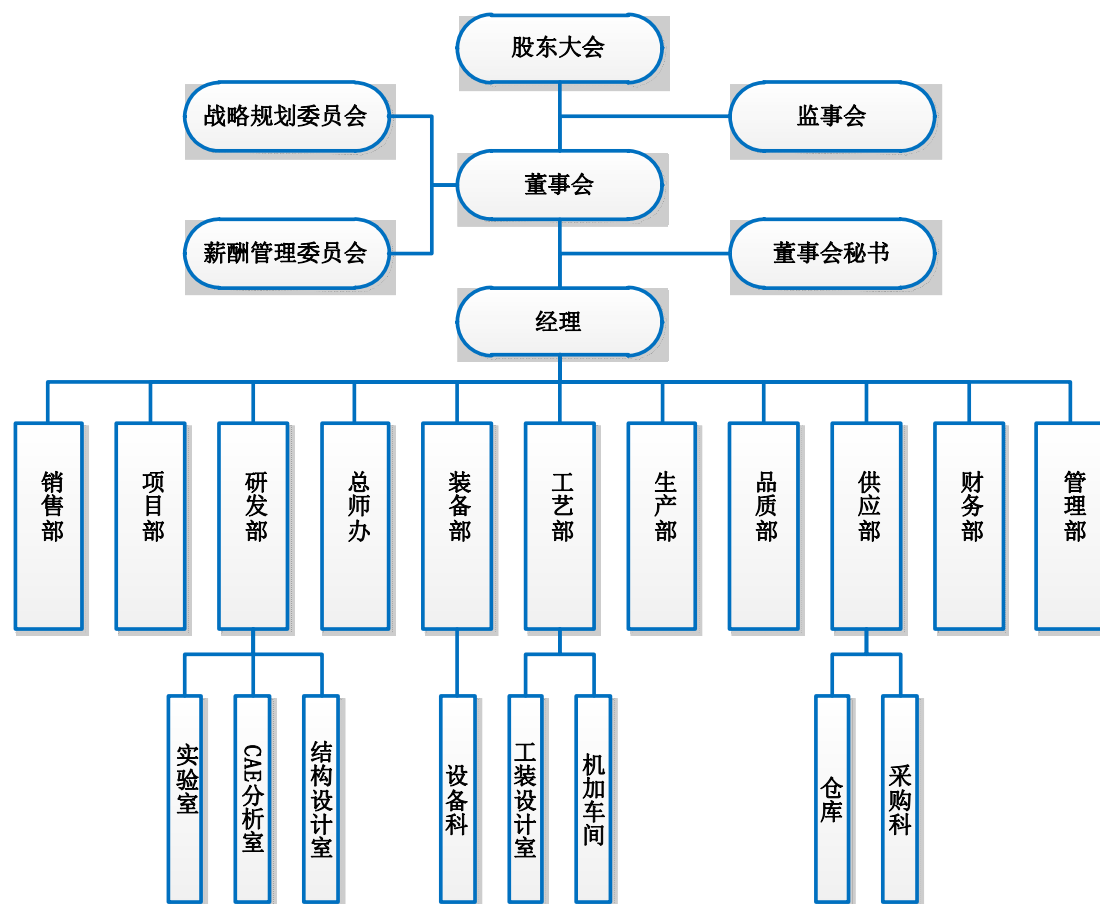 股东大会
战略规划委员会
监事会
董事会
薪酬管理委员会
董事会秘书
经理
销售部
项目部
研发部
总师办
装备部
工艺部
生产部
品质部
供应部
财务部
管理部
实验室
CAE分析室
结构设计室
设备科
工装设计室
机加车间
仓库
采购科